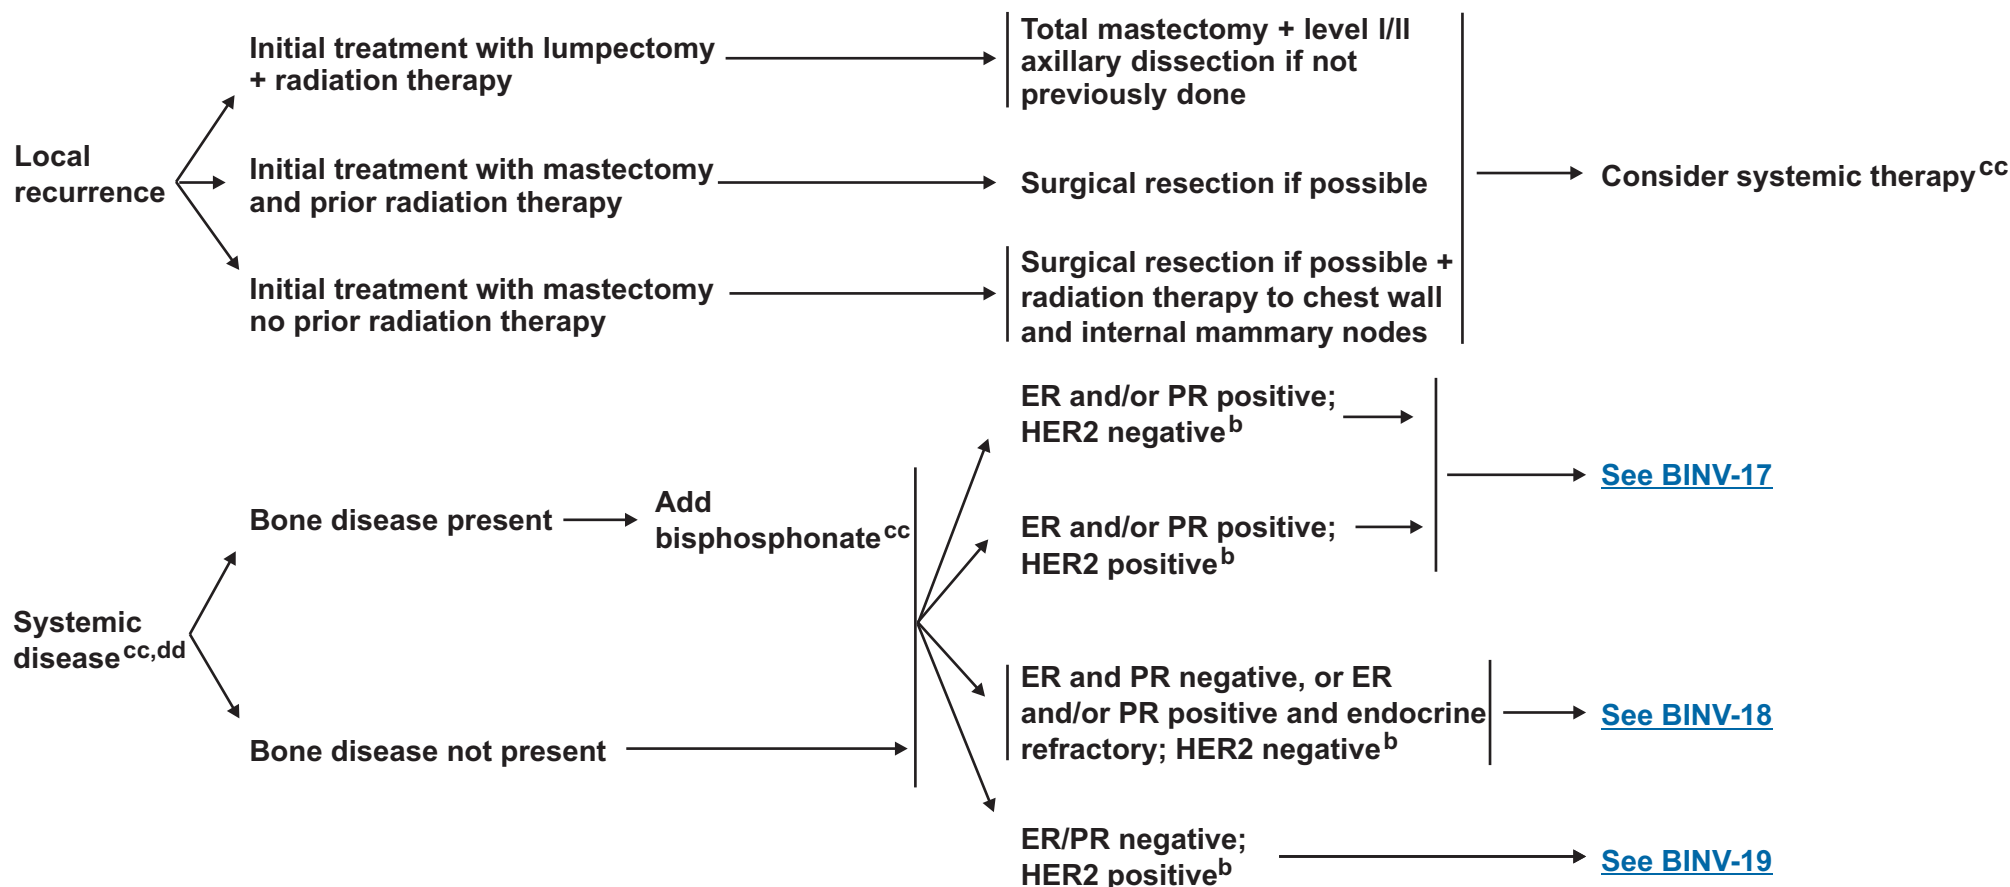 Local
recurrence
Initial treatment with lumpectomy
+ radiation therapy
Total mastectomy + level I/II
axillary dissection if not
previously done
Initial treatment with mastectomy
and prior radiation therapy
Surgical resection if possible
Initial treatment with mastectomy
no prior radiation therapy
Surgical resection if possible +
radiation therapy to chest wall
and internal mammary nodes
Consider systemic therapy cc
Systemic
disease cc,dd
Bone disease present
Add
bisphosphonate cc
Bone disease not present
ER and/or PR positive;
HER2 negative b
ER and/or PR positive;
HER2 positive b
See BINV-17
ER and PR negative, or ER
and/or PR positive and endocrine
refractory; HER2 negative b
See BINV-18
ER/PR negative;
HER2 positive b
See BINV-19